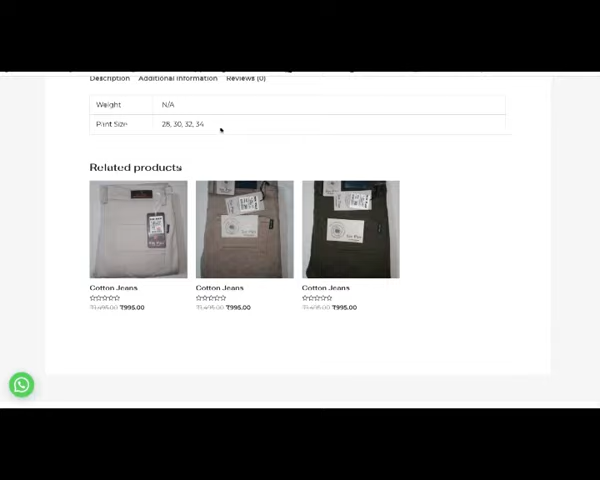 Description Additional information Reviews (0)
Weight N/A
Pant Size 28, 30, 32, 34
Related products
Cotton Jeans Cotton Jeans Cotton Jeans
₹995.00 ₹995.00 ₹995.00